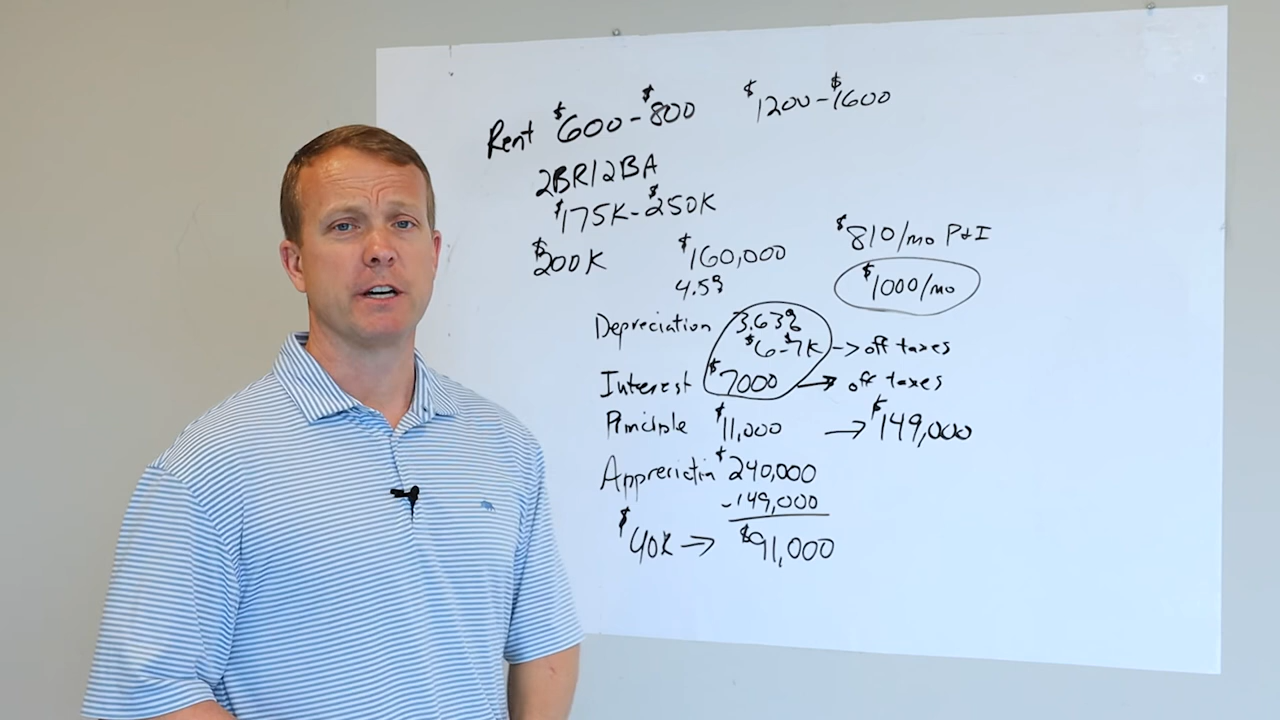 Rent $600-$800 $1200-$1600
2BR/2BA
$175K-$250K
$200K $160,000 $810/mo P&I
4.5% $1000/mo
Depreciation 3.63%
$6-$7K -> off taxes
Interest $7000 -> off taxes
Principle $11,000 -> $149,000
Appreciatin $240,000
-149,000
$40K -> $91,000